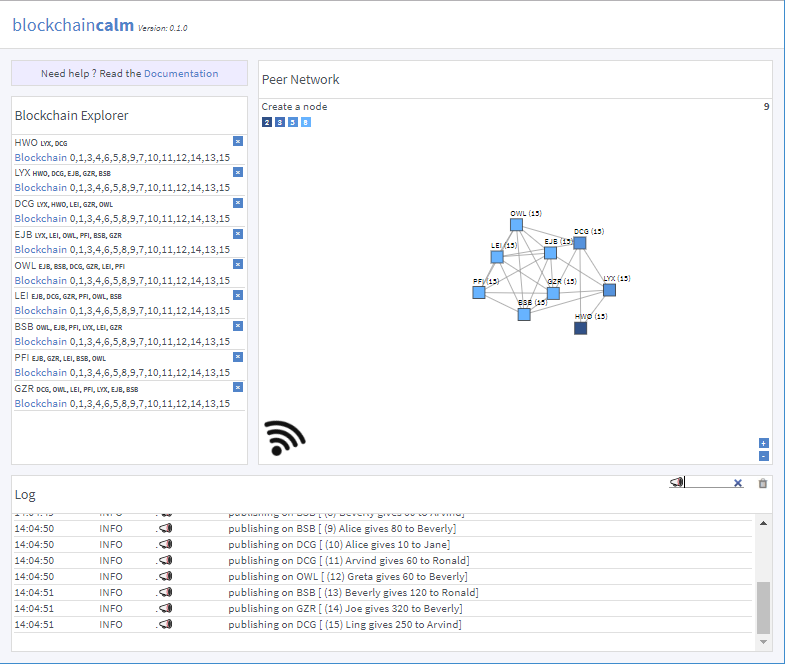 blockchaincalm Version: 0.1.0
Need help ? Read the Documentation
Blockchain Explorer
HWO LYX, DCG
Blockchain 0,1,3,4,6,5,8,9,7,10,11,12,14,13,15
LYX HWO, DCG, EJB, GZR, BSB
Blockchain 0,1,3,4,6,5,8,9,7,10,11,12,14,13,15
DCG LYX, HWO, LEI, GZR, OWL
Blockchain 0,1,3,4,6,5,8,9,7,10,11,12,14,13,15
EJB LYX, LEI, OWL, PFI, BSB, GZR
Blockchain 0,1,3,4,6,5,8,9,7,10,11,12,14,13,15
OWL EJB, BSB, DCG, GZR, LEI, PFI
Blockchain 0,1,3,4,6,5,8,9,7,10,11,12,14,13,15
LEI EJB, DCG, GZR, PFI, OWL, BSB
Blockchain 0,1,3,4,6,5,8,9,7,10,11,12,14,13,15
BSB OWL, EJB, PFI, LYX, LEI, GZR
Blockchain 0,1,3,4,6,5,8,9,7,10,11,12,14,13,15
PFI EJB, GZR, LEI, BSB, OWL
Blockchain 0,1,3,4,6,5,8,9,7,10,11,12,14,13,15
GZR DCG, OWL, LEI, PFI, LYX, EJB, BSB
Blockchain 0,1,3,4,6,5,8,9,7,10,11,12,14,13,15
Peer Network
Create a node 9
2 3 5 8
OWL (15)
DCG (15)
LEI (15)
EJB (15)
PFI (15)
GZR (15)
LYX (15)
BSB (15)
HWO (15)
+
-
Log
14:04:50 INFO publishing on BSB [ (9) Alice gives 80 to Beverly]
14:04:50 INFO publishing on DCG [ (10) Alice gives 10 to Jane]
14:04:50 INFO publishing on DCG [ (11) Arvind gives 60 to Ronald]
14:04:50 INFO publishing on OWL [ (12) Greta gives 60 to Beverly]
14:04:51 INFO publishing on BSB [ (13) Beverly gives 120 to Ronald]
14:04:51 INFO publishing on GZR [ (14) Joe gives 320 to Beverly]
14:04:51 INFO publishing on DCG [ (15) Ling gives 250 to Arvind]